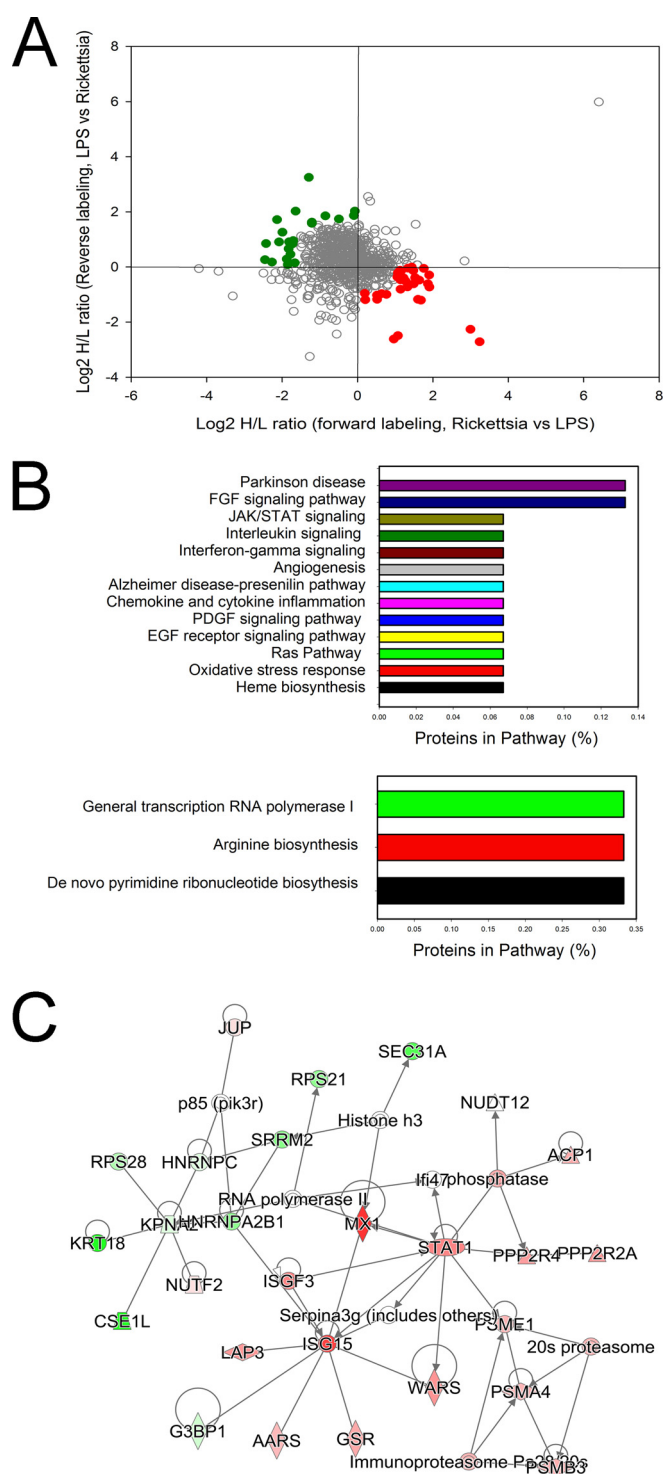 A
8
6
4
2
0
-2
-4
-6 -4 -2 0 2 4 6 8
Log2 H/L ratio (Reverse labeling, LPS vs Rickettsia)
Log2 H/L ratio (forward labeling, Rickettsia vs LPS)
B
Parkinson disease
FGF signaling pathway
JAK/STAT signaling
Interleukin signaling
Interferon-gamma signaling
Angiogenesis
Alzheimer disease-presenilin pathway
Chemokine and cytokine inflammation
PDGF signaling pathway
EGF receptor signaling pathway
Ras Pathway
Oxidative stress response
Heme biosynthesis
0.00 0.02 0.04 0.06 0.08 0.10 0.12 0.14
Proteins in Pathway (%)
General transcription RNA polymerase I
Arginine biosynthesis
De novo pyrimidine ribonucleotide biosythesis
0.00 0.05 0.10 0.15 0.20 0.25 0.30 0.35
Proteins in Pathway (%)
C
JUP
SEC31A
RPS21
p85 (pik3r)
NUDT12
Histone h3
SRRM2
ACP1
RPS28
HNRNPC
Ifi47
phosphatase
RNA polymerase II
KPNA2
HNRNPA2B1
MX1
KRT18
STAT1
PPP2R4
PPP2R2A
NUTF2
ISGF3
Serpina3g (includes others)
CSE1L
PSME1
ISG15
20s proteasome
LAP3
WARS
PSMA4
G3BP1
AARS
GSR
Immunoproteasome Pa28/20s
PSMB3